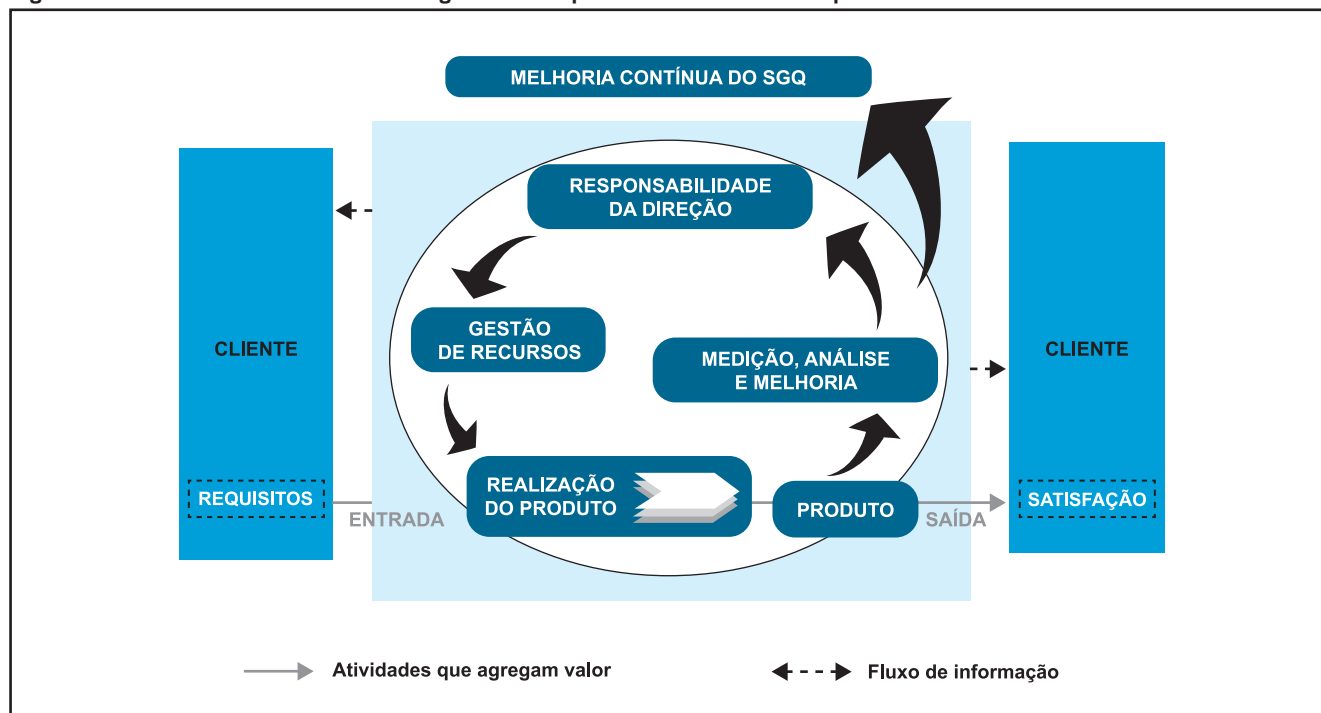 MELHORIA CONTÍNUA DO SGQ
RESPONSABILIDADE
DA DIREÇÃO
GESTÃO
DE RECURSOS
MEDIÇÃO, ANÁLISE
E MELHORIA
CLIENTE
CLIENTE
REQUISITOS
ENTRADA
REALIZAÇÃO
DO PRODUTO
PRODUTO
SAÍDA
SATISFAÇÃO
Atividades que agregam valor
Fluxo de informação